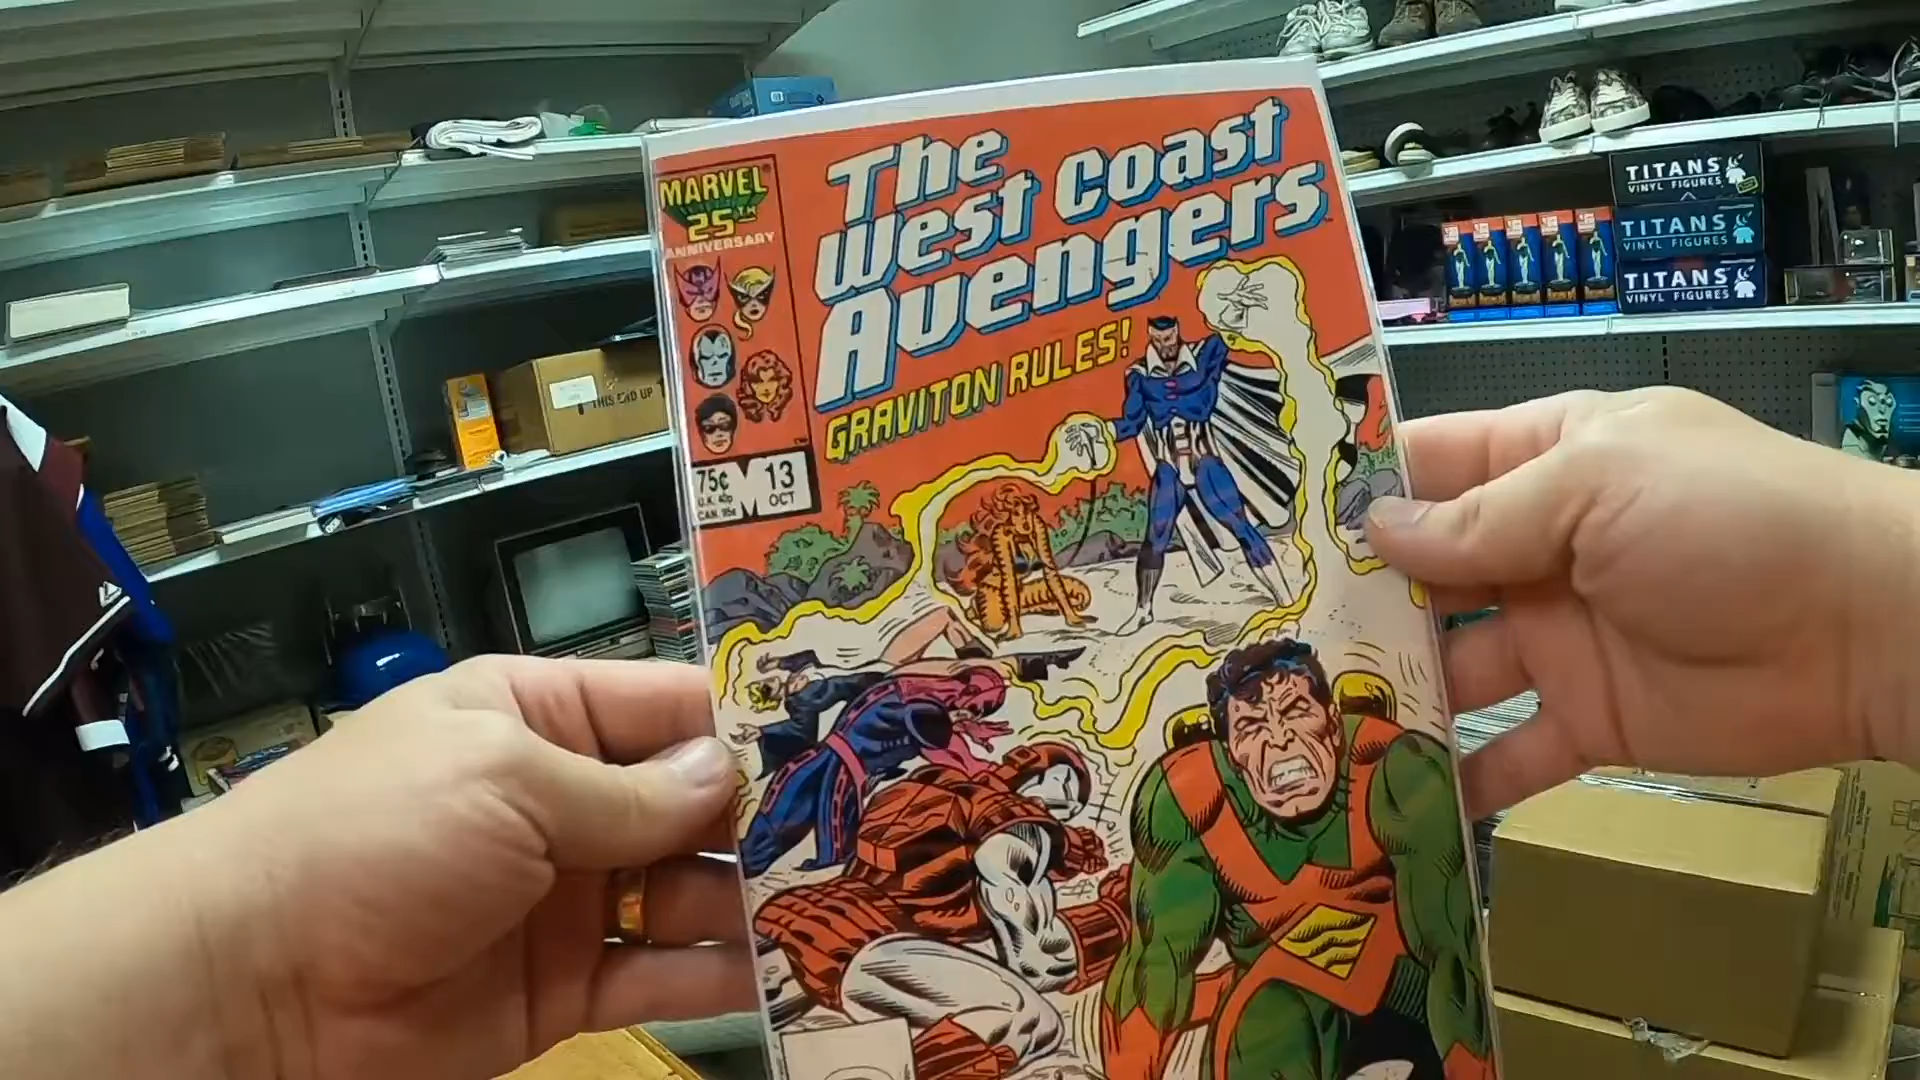 The
West Coast
Avengers
MARVEL
25TH
ANNIVERSARY
GRAVITON RULES!
75¢
U.K. 40p
CAN. 95¢
13
OCT
THIS END UP
TITANS
VINYL FIGURES
TITANS
VINYL FIGURES
TITANS
VINYL FIGURES